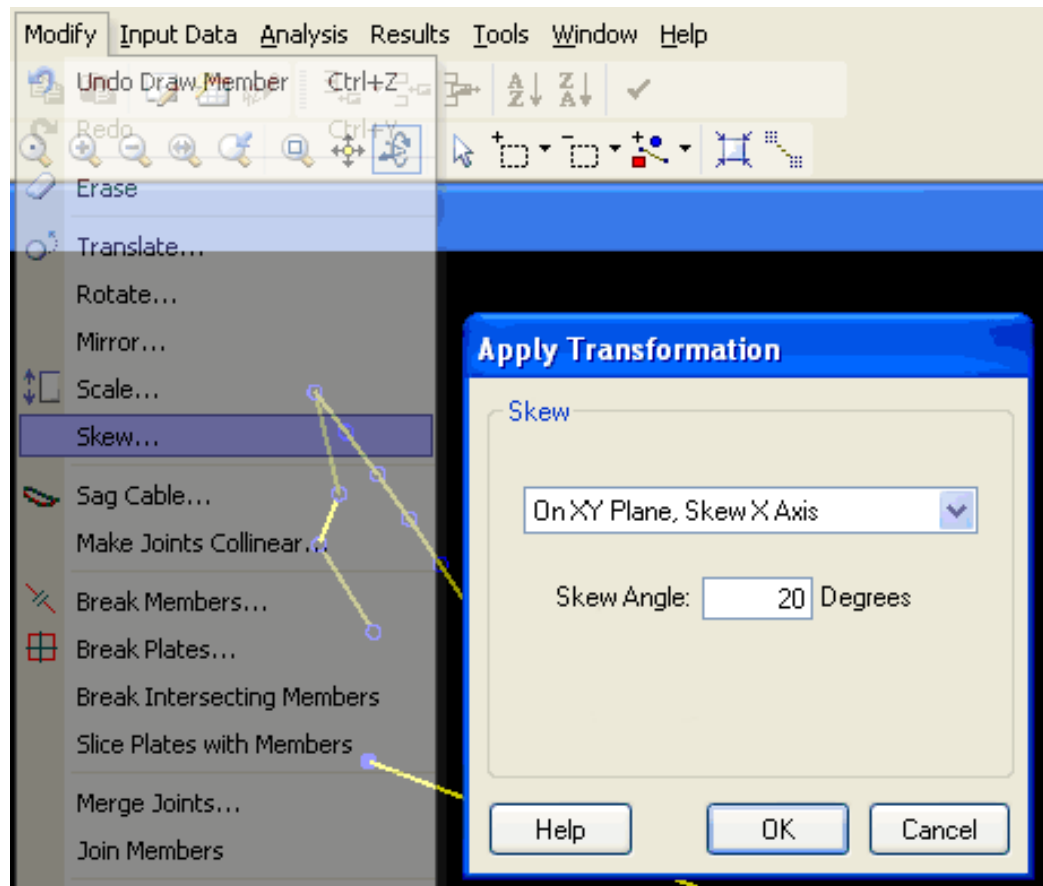 Modify Input Data Analysis Results Tools Window Help
Undo Draw Member Ctrl+Z
A Z Z A
Redo Ctrl+Y
Erase
Translate...
Rotate...
Mirror...
Scale...
Skew...
Sag Cable...
Make Joints Collinear...
Break Members...
Break Plates...
Break Intersecting Members
Slice Plates with Members
Merge Joints...
Join Members
Apply Transformation
Skew
On XY Plane, Skew X Axis
Skew Angle: 20 Degrees
Help OK Cancel